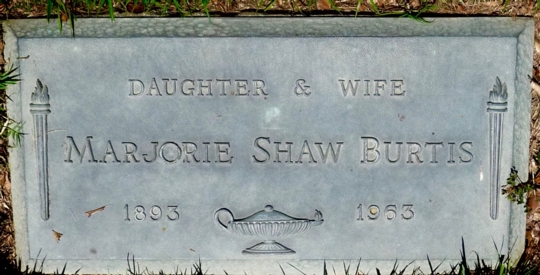 DAUGHTER & WIFE
MARJORIE SHAW BURTIS
1893 1963